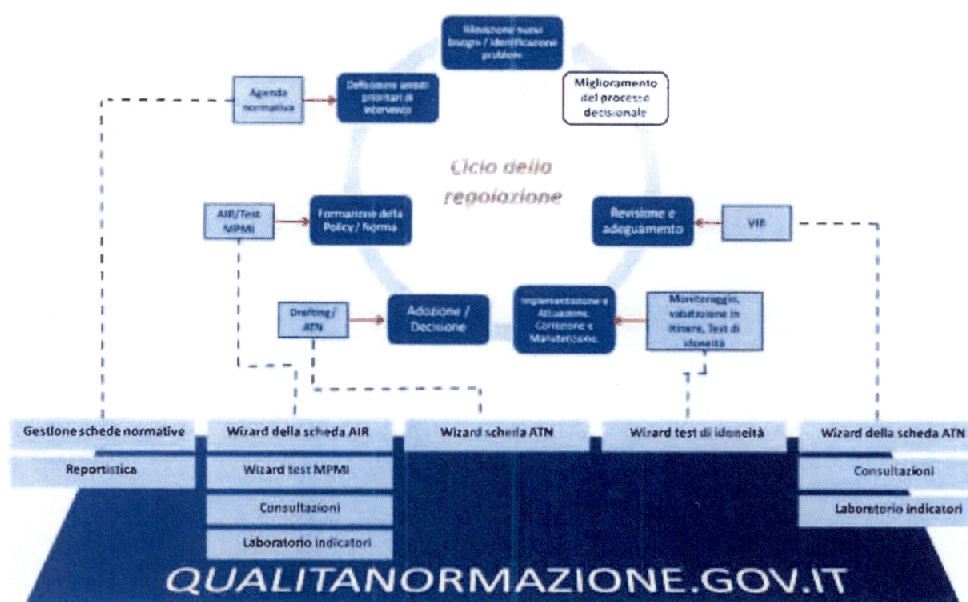 Rilevazione nuovi
bisogni / identificazione
problemi
Miglioramento
del processo
decisionale
Agenda
normativa
Definizione ambiti
prioritari di
intervento
Ciclo della
regolazione
AIR/Test
MPMI
Formazione della
Policy / Norma
Revisione e
adeguamento
VIR
Drafting/
ATN
Adozione /
Decisione
Implementazione e
Attuazione,
Correzione e
Manutenzione
Monitoraggio,
valutazione in
itinere, Test di
idoneità
Gestione schede normative
Wizard della scheda AIR
Wizard scheda ATN
Wizard test di idoneità
Wizard della scheda ATN
Reportistica
Wizard test MPMI
Consultazioni
Consultazioni
Laboratorio indicatori
Laboratorio indicatori
QUALITANORMAZIONE.GOV.IT